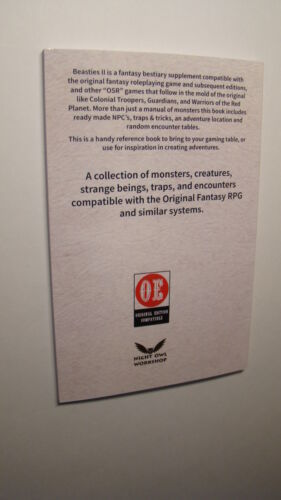 Beasties II is a fantasy bestiary supplement compatible with
the original fantasy roleplaying game and subsequent editions,
and other "OSR" games that follow in the mold of the original
like Colonial Troopers, Guardians, and Warriors of the Red
Planet. More than just a manual of monsters this book includes
ready made NPC's, traps & tricks, an adventure location and
random encounter tables.
This is a handy reference book to bring to your gaming table, or
use for inspiration in creating adventures.
A collection of monsters, creatures,
strange beings, traps, and encounters
compatible with the Original Fantasy RPG
and similar systems.
OE
ORIGINAL EDITION
COMPATIBLE
NIGHT OWL
WORKSHOP